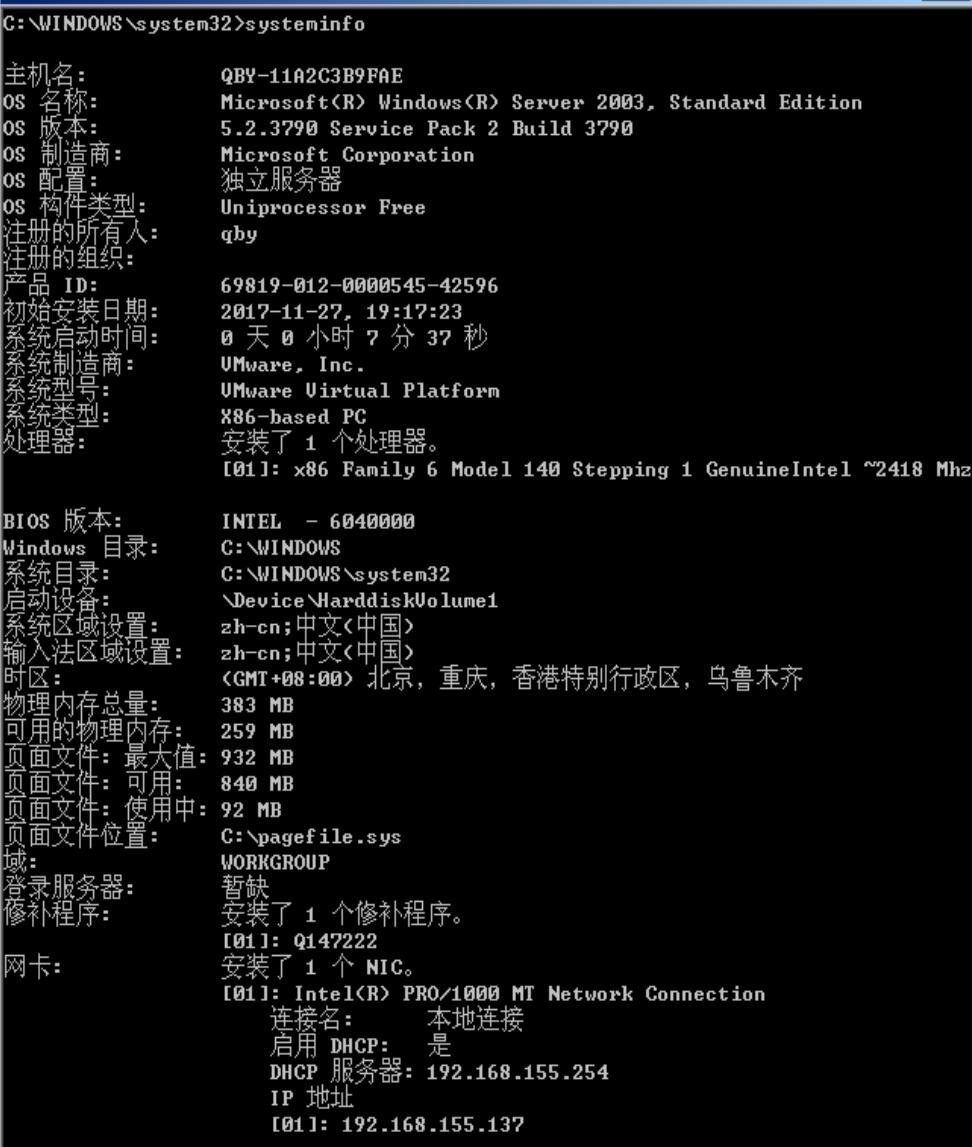 C:\WINDOWS\system32>systeminfo
主机名: QBY-11A2C3B9FAE
OS 名称: Microsoft(R) Windows(R) Server 2003, Standard Edition
OS 版本: 5.2.3790 Service Pack 2 Build 3790
OS 制造商: Microsoft Corporation
OS 配置: 独立服务器
OS 构件类型: Uniprocessor Free
注册的所有人: qby
注册的组织:
产品 ID: 69819-012-0000545-42596
初始安装日期: 2017-11-27, 19:17:23
系统启动时间: 0 天 0 小时 7 分 37 秒
系统制造商: VMware, Inc.
系统型号: VMware Virtual Platform
系统类型: X86-based PC
处理器: 安装了 1 个处理器。
[01]: x86 Family 6 Model 140 Stepping 1 GenuineIntel ~2418 Mhz
BIOS 版本: INTEL  - 6040000
Windows 目录: C:\WINDOWS
系统目录: C:\WINDOWS\system32
启动设备: \Device\HarddiskVolume1
系统区域设置: zh-cn;中文(中国)
输入法区域设置: zh-cn;中文(中国)
时区: (GMT+08:00) 北京，重庆，香港特别行政区，乌鲁木齐
物理内存总量: 383 MB
可用的物理内存: 259 MB
页面文件: 最大值: 932 MB
页面文件: 可用: 840 MB
页面文件: 使用中: 92 MB
页面文件位置: C:\pagefile.sys
域: WORKGROUP
登录服务器: 暂缺
修补程序: 安装了 1 个修补程序。
[01]: Q147222
网卡: 安装了 1 个 NIC。
[01]: Intel(R) PRO/1000 MT Network Connection
连接名: 本地连接
启用 DHCP: 是
DHCP 服务器: 192.168.155.254
IP 地址
[01]: 192.168.155.137